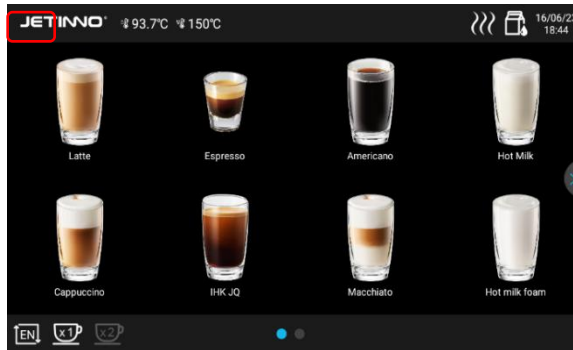 JETINNO
93.7℃ 150℃
16/06/22
18:44
Latte
Espresso
Americano
Hot Milk
Cappuccino
IHK JQ
Macchiato
Hot milk foam
EN x1 x2